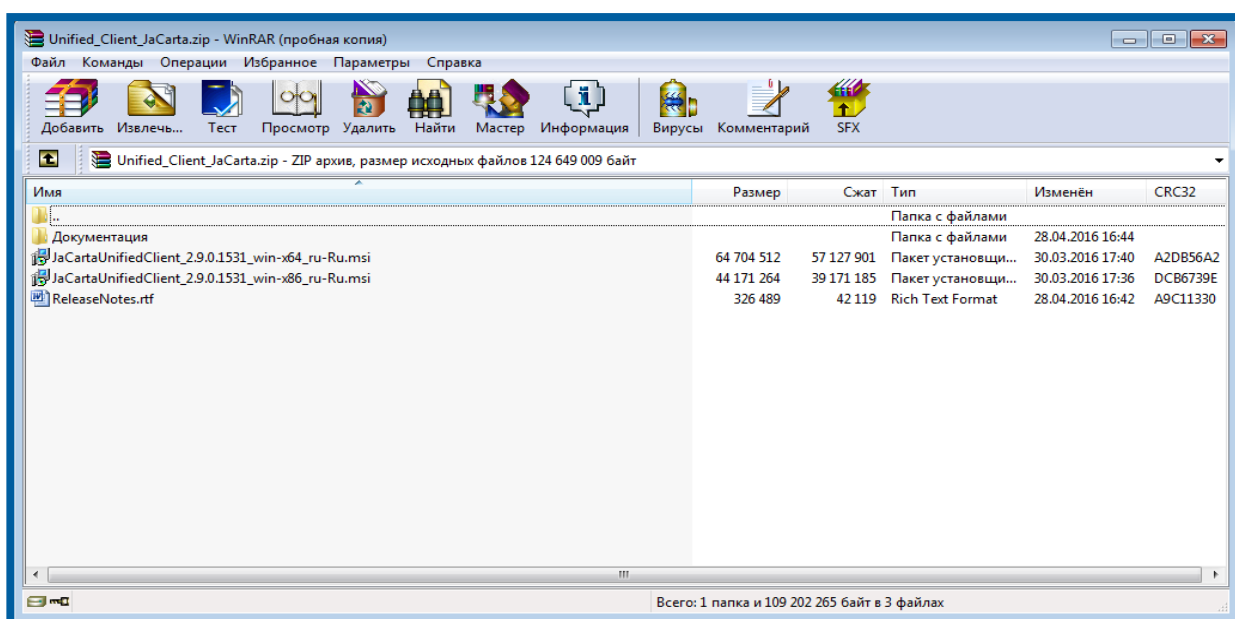 Unified_Client_JaCarta.zip - WinRAR (пробная копия)
Файл Команды Операции Избранное Параметры Справка
Добавить Извлечь... Тест Просмотр Удалить Найти Мастер Информация Вирусы Комментарий SFX
Unified_Client_JaCarta.zip - ZIP архив, размер исходных файлов 124 649 009 байт
Имя Размер Сжат Тип Изменён CRC32
.. Папка с файлами
Документация Папка с файлами 28.04.2016 16:44
JaCartaUnifiedClient_2.9.0.1531_win-x64_ru-Ru.msi 64 704 512 57 127 901 Пакет установщи... 30.03.2016 17:40 A2DB56A2
JaCartaUnifiedClient_2.9.0.1531_win-x86_ru-Ru.msi 44 171 264 39 171 185 Пакет установщи... 30.03.2016 17:36 DCB6739E
ReleaseNotes.rtf 326 489 42 119 Rich Text Format 28.04.2016 16:42 A9C11330
Всего: 1 папка и 109 202 265 байт в 3 файлах